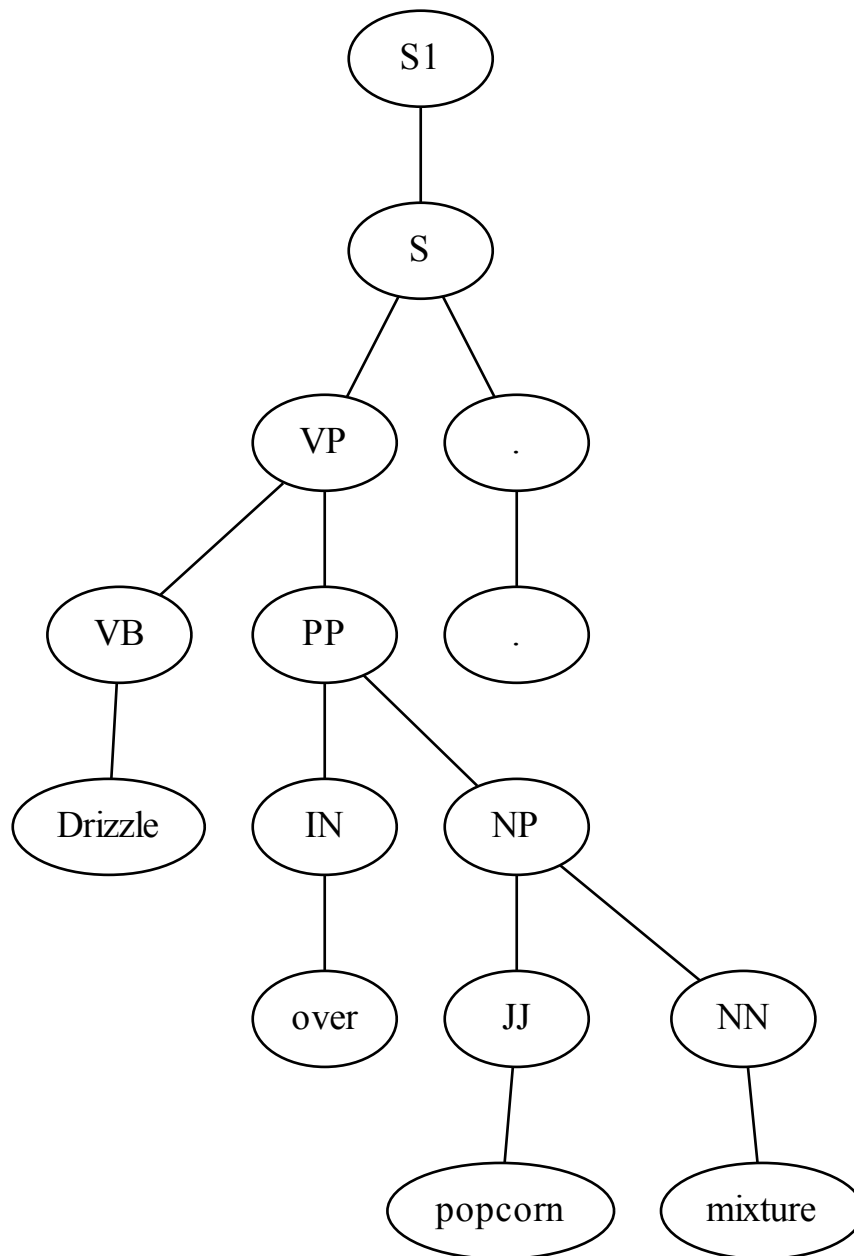 S1
S
VP .
VB PP .
Drizzle IN NP
over JJ NN
popcorn mixture